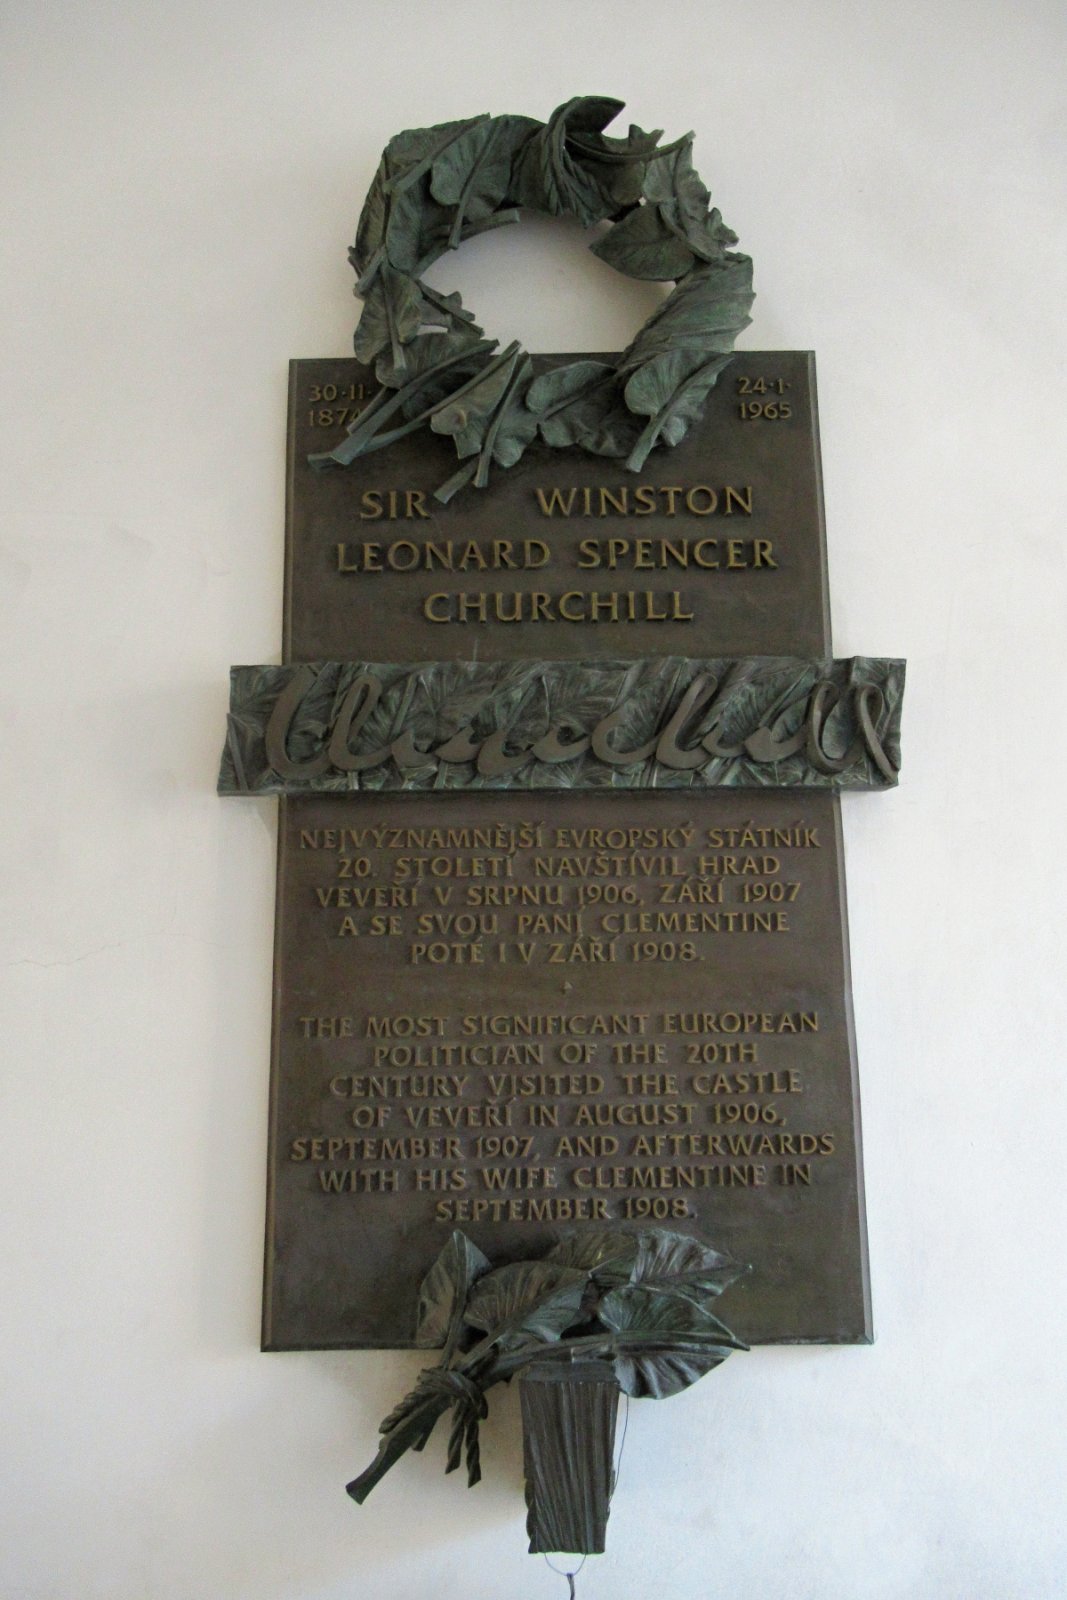 30·11· 24·1·
1874 1965
SIR WINSTON
LEONARD SPENCER
CHURCHILL
NEJVÝZNAMNĚJŠÍ EVROPSKÝ STÁTNÍK
20. STOLETÍ NAVŠTÍVIL HRAD
VEVEŘÍ V SRPNU 1906, ZÁŘÍ 1907
A SE SVOU PANÍ CLEMENTINE
POTÉ I V ZÁŘÍ 1908.
THE MOST SIGNIFICANT EUROPEAN
POLITICIAN OF THE 20TH
CENTURY VISITED THE CASTLE
OF VEVEŘÍ IN AUGUST 1906,
SEPTEMBER 1907, AND AFTERWARDS
WITH HIS WIFE CLEMENTINE IN
SEPTEMBER 1908.